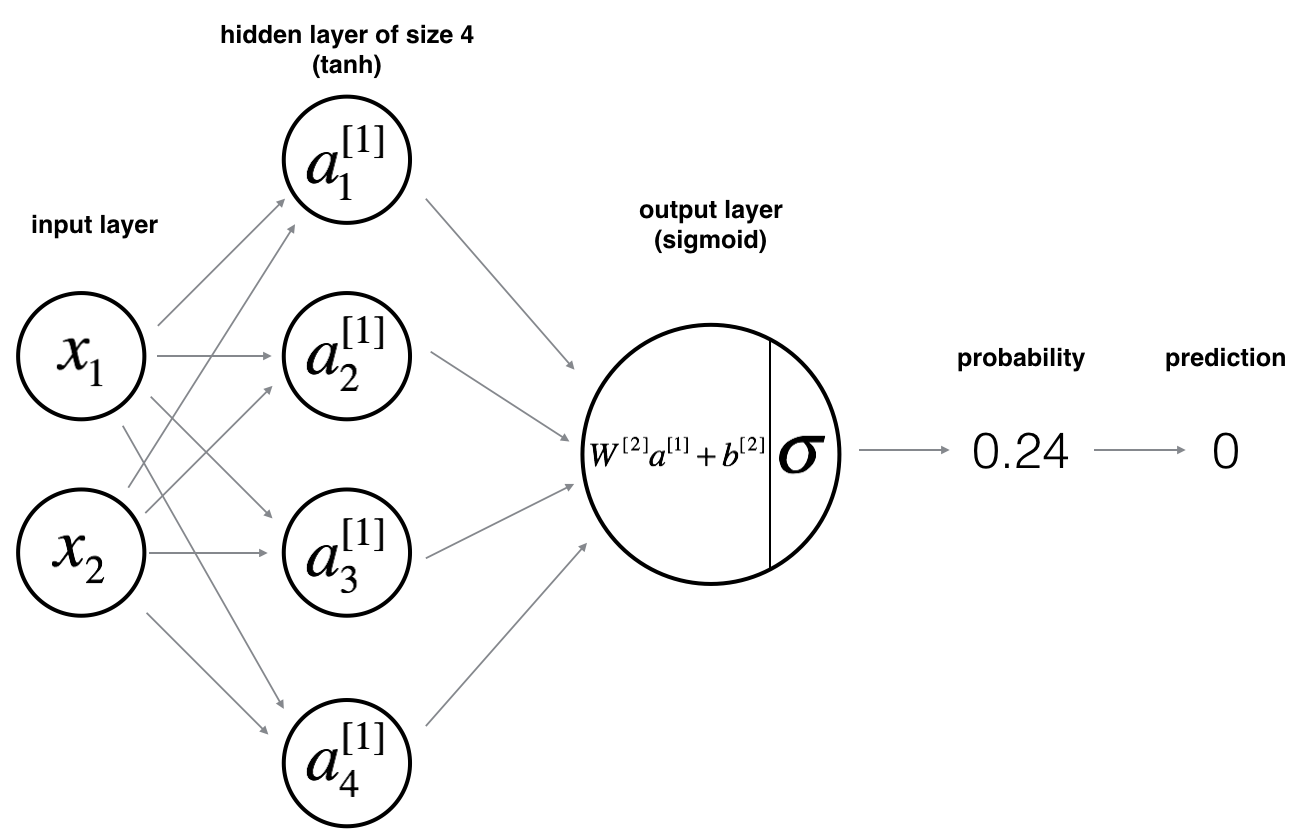 hidden layer of size 4
(tanh)
a₁^[1]
input layer
output layer
(sigmoid)
x₁
a₂^[1]
probability
prediction
W^[2]a^[1] + b^[2]
σ
0.24
0
x₂
a₃^[1]
a₄^[1]